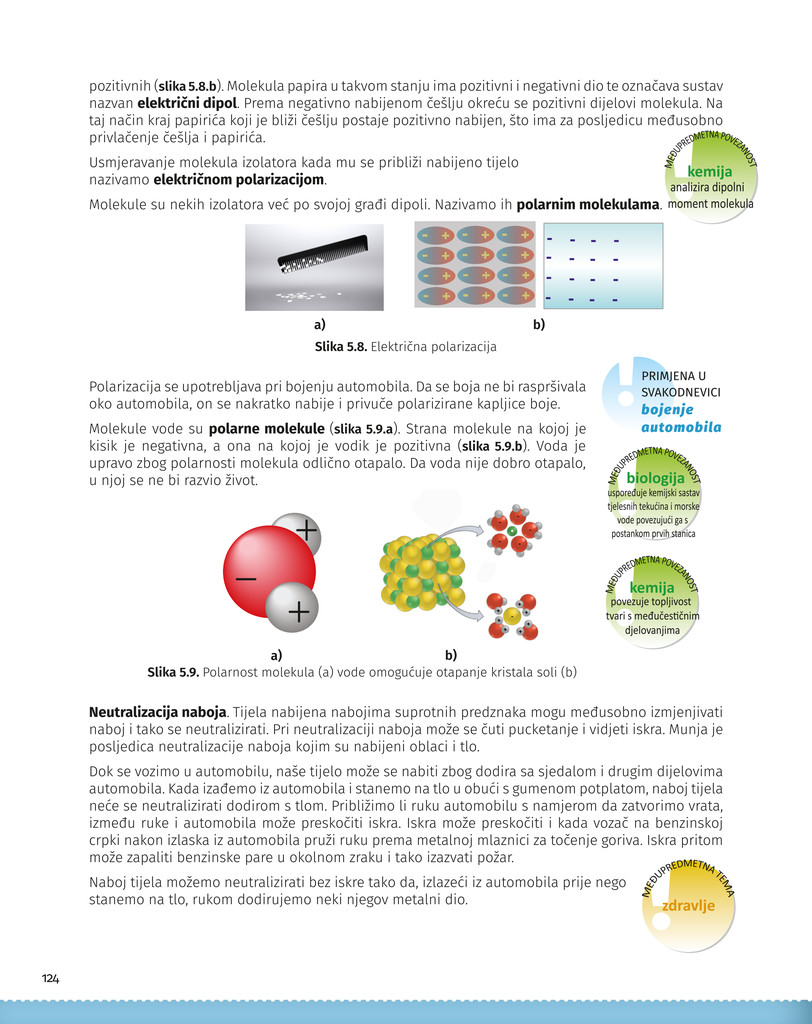 pozitivnih (slika 5.8.b). Molekula papira u takvom stanju ima pozitivni i negativni dio te označava sustav
nazvan električni dipol. Prema negativno nabijenom češlju okreću se pozitivni dijelovi molekula. Na
taj način kraj papirića koji je bliži češlju postaje pozitivno nabijen, što ima za posljedicu međusobno
privlačenje češlja i papirića.
Usmjeravanje molekula izolatora kada mu se približi nabijeno tijelo
nazivamo električnom polarizacijom.
Molekule su nekih izolatora već po svojoj građi dipoli. Nazivamo ih polarnim molekulama.
MEĐUPREDMETNA POVEZANOST
kemija
analizira dipolni
moment molekula
- + - + - +
- + - + - +
- + - + - +
- + - + - +
- - - -
- - - -
- - - -
- - - -
a)
b)
Slika 5.8. Električna polarizacija
Polarizacija se upotrebljava pri bojenju automobila. Da se boja ne bi raspršivala
oko automobila, on se nakratko nabije i privuče polarizirane kapljice boje.
PRIMJENA U
SVAKODNEVICI
bojenje
automobila
Molekule vode su polarne molekule (slika 5.9.a). Strana molekule na kojoj je
kisik je negativna, a ona na kojoj je vodik je pozitivna (slika 5.9.b). Voda je
upravo zbog polarnosti molekula odlično otapalo. Da voda nije dobro otapalo,
u njoj se ne bi razvio život.
MEĐUPREDMETNA POVEZANOST
biologija
uspoređuje kemijski sastav
tjelesnih tekućina i morske
vode povezujući ga s
postankom prvih stanica
+
−
+
MEĐUPREDMETNA POVEZANOST
kemija
povezuje topljivost
tvari s međučestičnim
djelovanjima
a)
b)
Slika 5.9. Polarnost molekula (a) vode omogućuje otapanje kristala soli (b)
Neutralizacija naboja. Tijela nabijena nabojima suprotnih predznaka mogu međusobno izmjenjivati
naboj i tako se neutralizirati. Pri neutralizaciji naboja može se čuti pucketanje i vidjeti iskra. Munja je
posljedica neutralizacije naboja kojim su nabijeni oblaci i tlo.
Dok se vozimo u automobilu, naše tijelo može se nabiti zbog dodira sa sjedalom i drugim dijelovima
automobila. Kada izađemo iz automobila i stanemo na tlo u obući s gumenom potplatom, naboj tijela
neće se neutralizirati dodirom s tlom. Približimo li ruku automobilu s namjerom da zatvorimo vrata,
između ruke i automobila može preskočiti iskra. Iskra može preskočiti i kada vozač na benzinskoj
crpki nakon izlaska iz automobila pruži ruku prema metalnoj mlaznici za točenje goriva. Iskra pritom
može zapaliti benzinske pare u okolnom zraku i tako izazvati požar.
Naboj tijela možemo neutralizirati bez iskre tako da, izlazeći iz automobila prije nego
stanemo na tlo, rukom dodirujemo neki njegov metalni dio.
MEĐUPREDMETNA TEMA
zdravlje
124